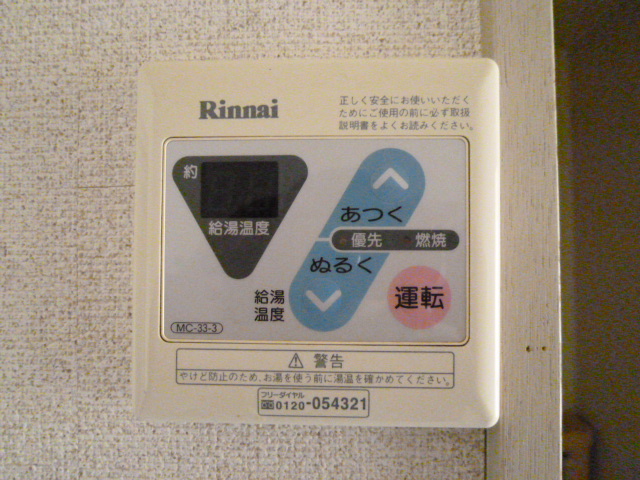 Rinnai
正しく安全にお使いいただく
ためにご使用の前に必ず取扱
説明書をよくお読みください。
約
給湯温度
あつく
優先 燃焼
ぬるく
給湯
温度
運転
MC-33-3
⚠ 警告
やけど防止のため、お湯を使う前に湯温を確かめてください。
フリーダイヤル
0120-054321